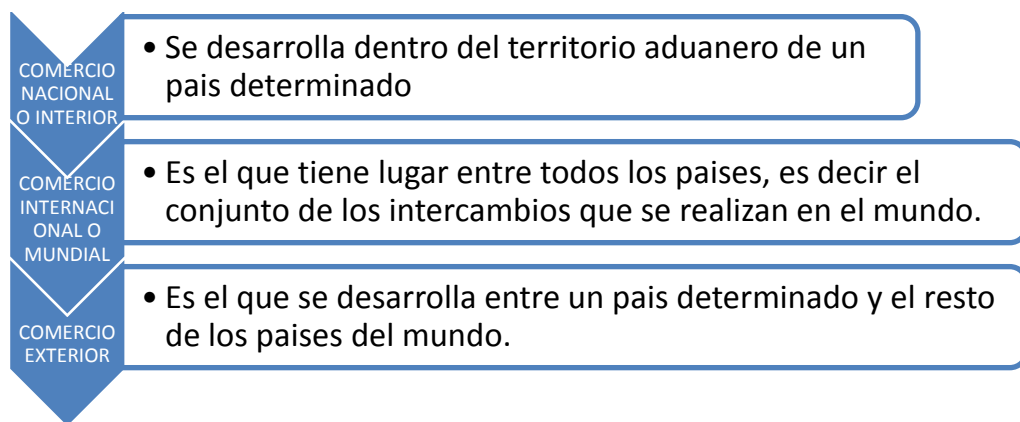 COMERCIO
NACIONAL
O INTERIOR
• Se desarrolla dentro del territorio aduanero de un
pais determinado
COMERCIO
INTERNACI
ONAL O
MUNDIAL
• Es el que tiene lugar entre todos los paises, es decir el
conjunto de los intercambios que se realizan en el mundo.
COMERCIO
EXTERIOR
• Es el que se desarrolla entre un pais determinado y el resto
de los paises del mundo.